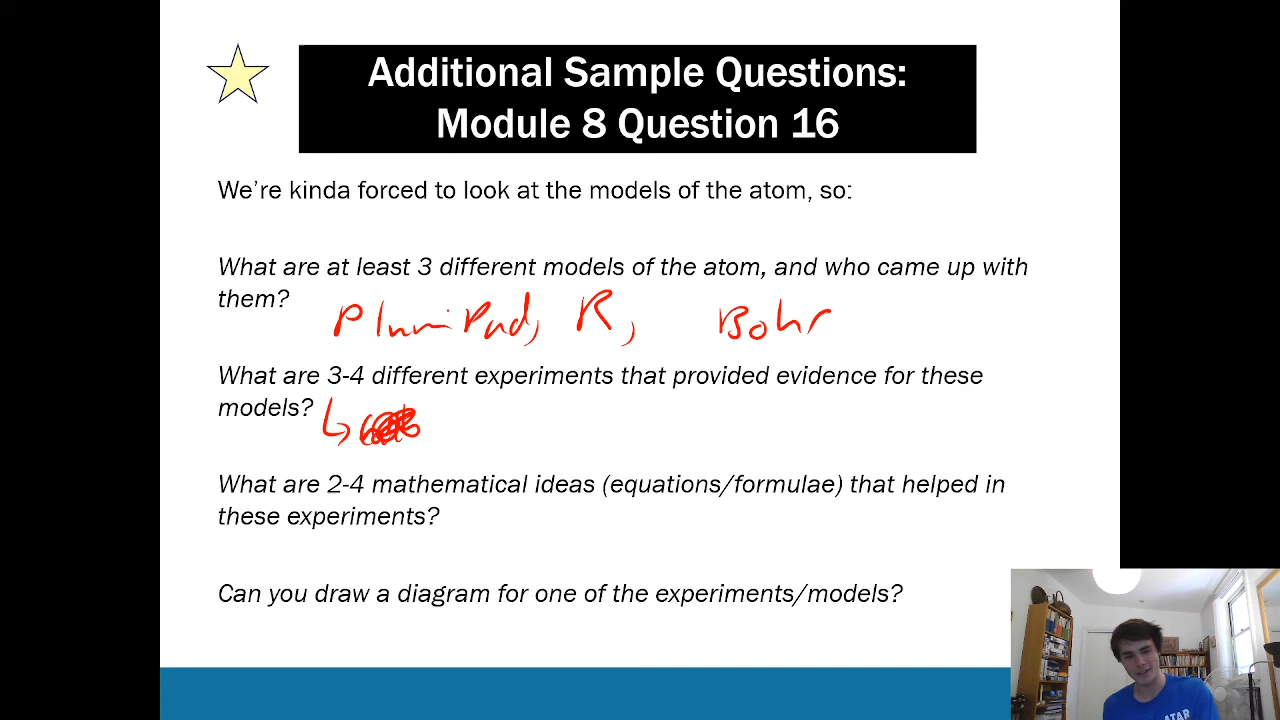 Additional Sample Questions:
Module 8 Question 16
We're kinda forced to look at the models of the atom, so:
What are at least 3 different models of the atom, and who came up with
them?
Plum Pud, R, Bohr
What are 3-4 different experiments that provided evidence for these
models?
What are 2-4 mathematical ideas (equations/formulae) that helped in
these experiments?
Can you draw a diagram for one of the experiments/models?
ATAR